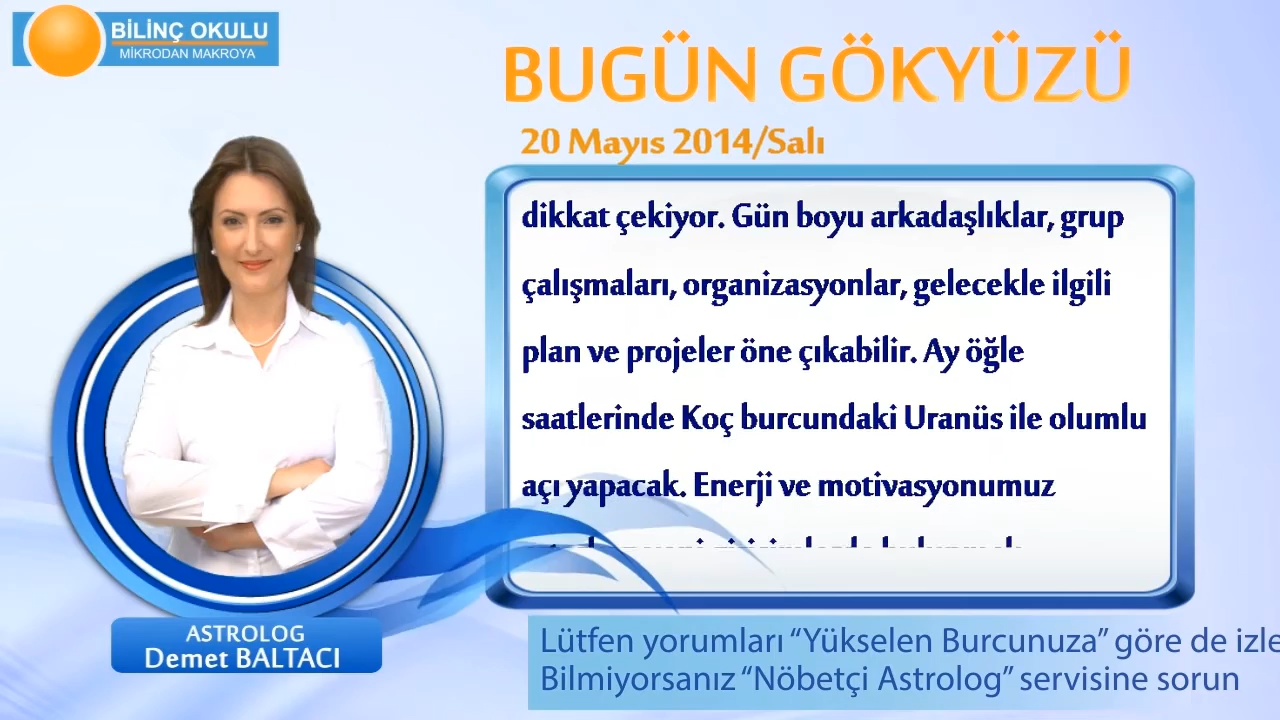 BİLİNÇ OKULU
MİKRODAN MAKROYA
BUGÜN GÖKYÜZÜ
20 Mayıs 2014/Salı
dikkat çekiyor. Gün boyu arkadaşlıklar, grup
çalışmaları, organizasyonlar, gelecekle ilgili
plan ve projeler öne çıkabilir. Ay öğle
saatlerinde Koç burcundaki Uranüs ile olumlu
açı yapacak. Enerji ve motivasyonumuz
ASTROLOG
Demet BALTACI
Lütfen yorumları “Yükselen Burcunuza” göre de izle
Bilmiyorsanız “Nöbetçi Astrolog” servisine sorun